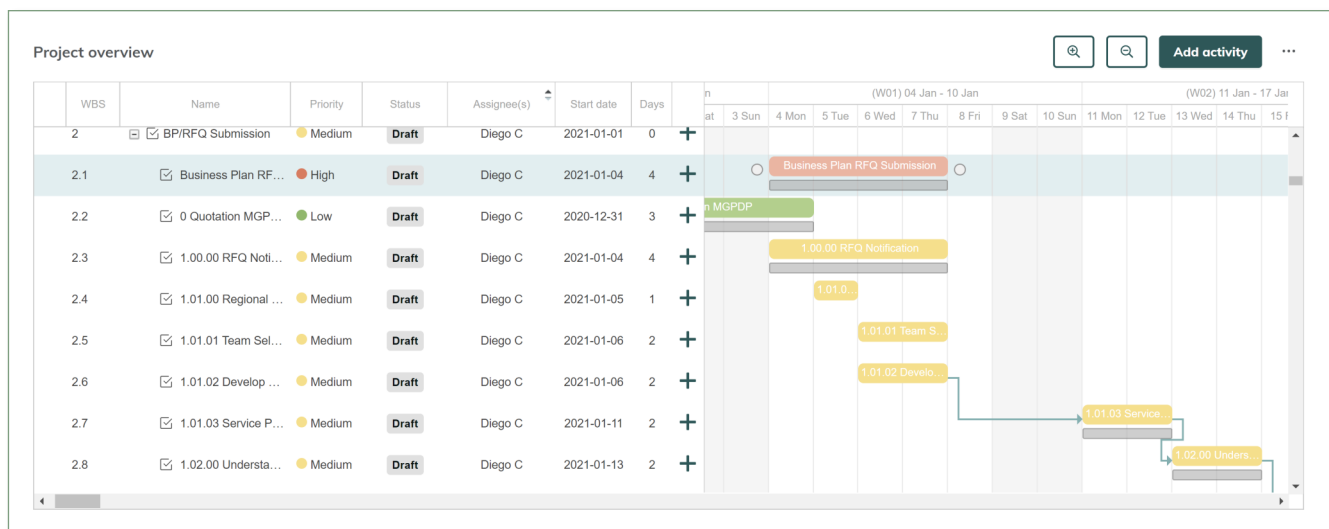 Project overview
Add activity
WBS Name Priority Status Assignee(s) Start date Days
n (W01) 04 Jan - 10 Jan (W02) 11 Jan - 17 Jan
at 3 Sun 4 Mon 5 Tue 6 Wed 7 Thu 8 Fri 9 Sat 10 Sun 11 Mon 12 Tue 13 Wed 14 Thu 15 F
2 BP/RFQ Submission Medium Draft Diego C 2021-01-01 0
2.1 Business Plan RF... High Draft Diego C 2021-01-04 4 Business Plan RFQ Submission
2.2 0 Quotation MGP... Low Draft Diego C 2020-12-31 3 n MGPDP
2.3 1.00.00 RFQ Noti... Medium Draft Diego C 2021-01-04 4 1.00.00 RFQ Notification
2.4 1.01.00 Regional ... Medium Draft Diego C 2021-01-05 1 1.01.0...
2.5 1.01.01 Team Sel... Medium Draft Diego C 2021-01-06 2 1.01.01 Team S...
2.6 1.01.02 Develop ... Medium Draft Diego C 2021-01-06 2 1.01.02 Develo...
2.7 1.01.03 Service P... Medium Draft Diego C 2021-01-11 2 1.01.03 Service...
2.8 1.02.00 Understa... Medium Draft Diego C 2021-01-13 2 1.02.00 Unders...